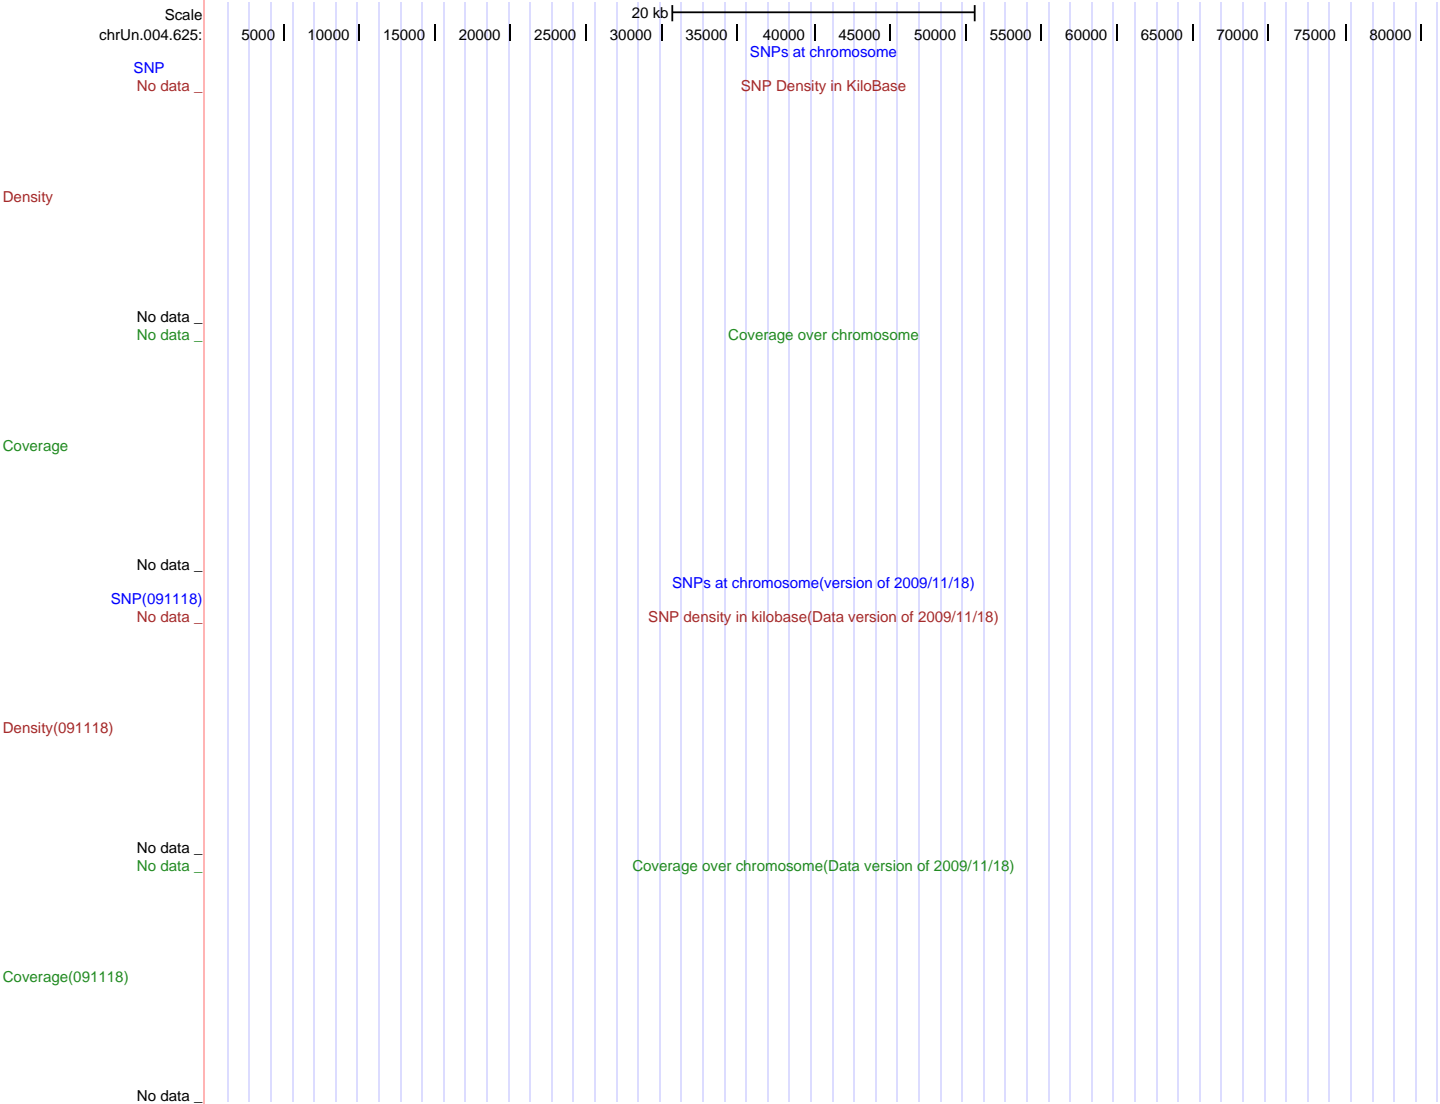 Scale 20 kb
chrUn.004.625: 5000 10000 15000 20000 25000 30000 35000 40000 45000 50000 55000 60000 65000 70000 75000 80000
SNPs at chromosome
SNP
No data _ SNP Density in KiloBase
Density
No data _
No data _ Coverage over chromosome
Coverage
No data _
SNPs at chromosome(version of 2009/11/18)
SNP(091118)
No data _ SNP density in kilobase(Data version of 2009/11/18)
Density(091118)
No data _
No data _ Coverage over chromosome(Data version of 2009/11/18)
Coverage(091118)
No data _